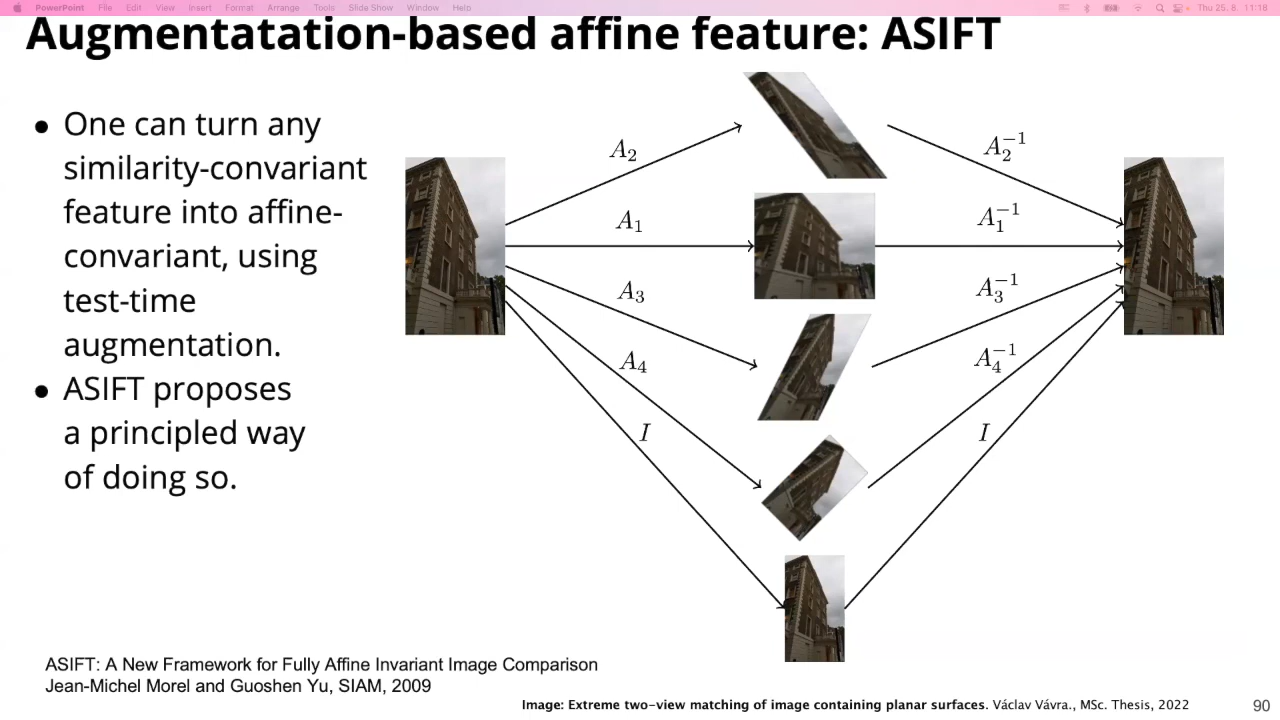 PowerPoint File Edit View Insert Format Arrange Tools Slide Show Window Help Thu 25. 8. 11:18
Augmentatation-based affine feature: ASIFT
• One can turn any
similarity-convariant
feature into affine-
convariant, using
test-time
augmentation.
• ASIFT proposes
a principled way
of doing so.
A₂ A₂⁻¹
A₁ A₁⁻¹
A₃ A₃⁻¹
A₄ A₄⁻¹
I I
ASIFT: A New Framework for Fully Affine Invariant Image Comparison
Jean-Michel Morel and Guoshen Yu, SIAM, 2009
Image: Extreme two-view matching of image containing planar surfaces. Václav Vávra., MSc. Thesis, 2022
90